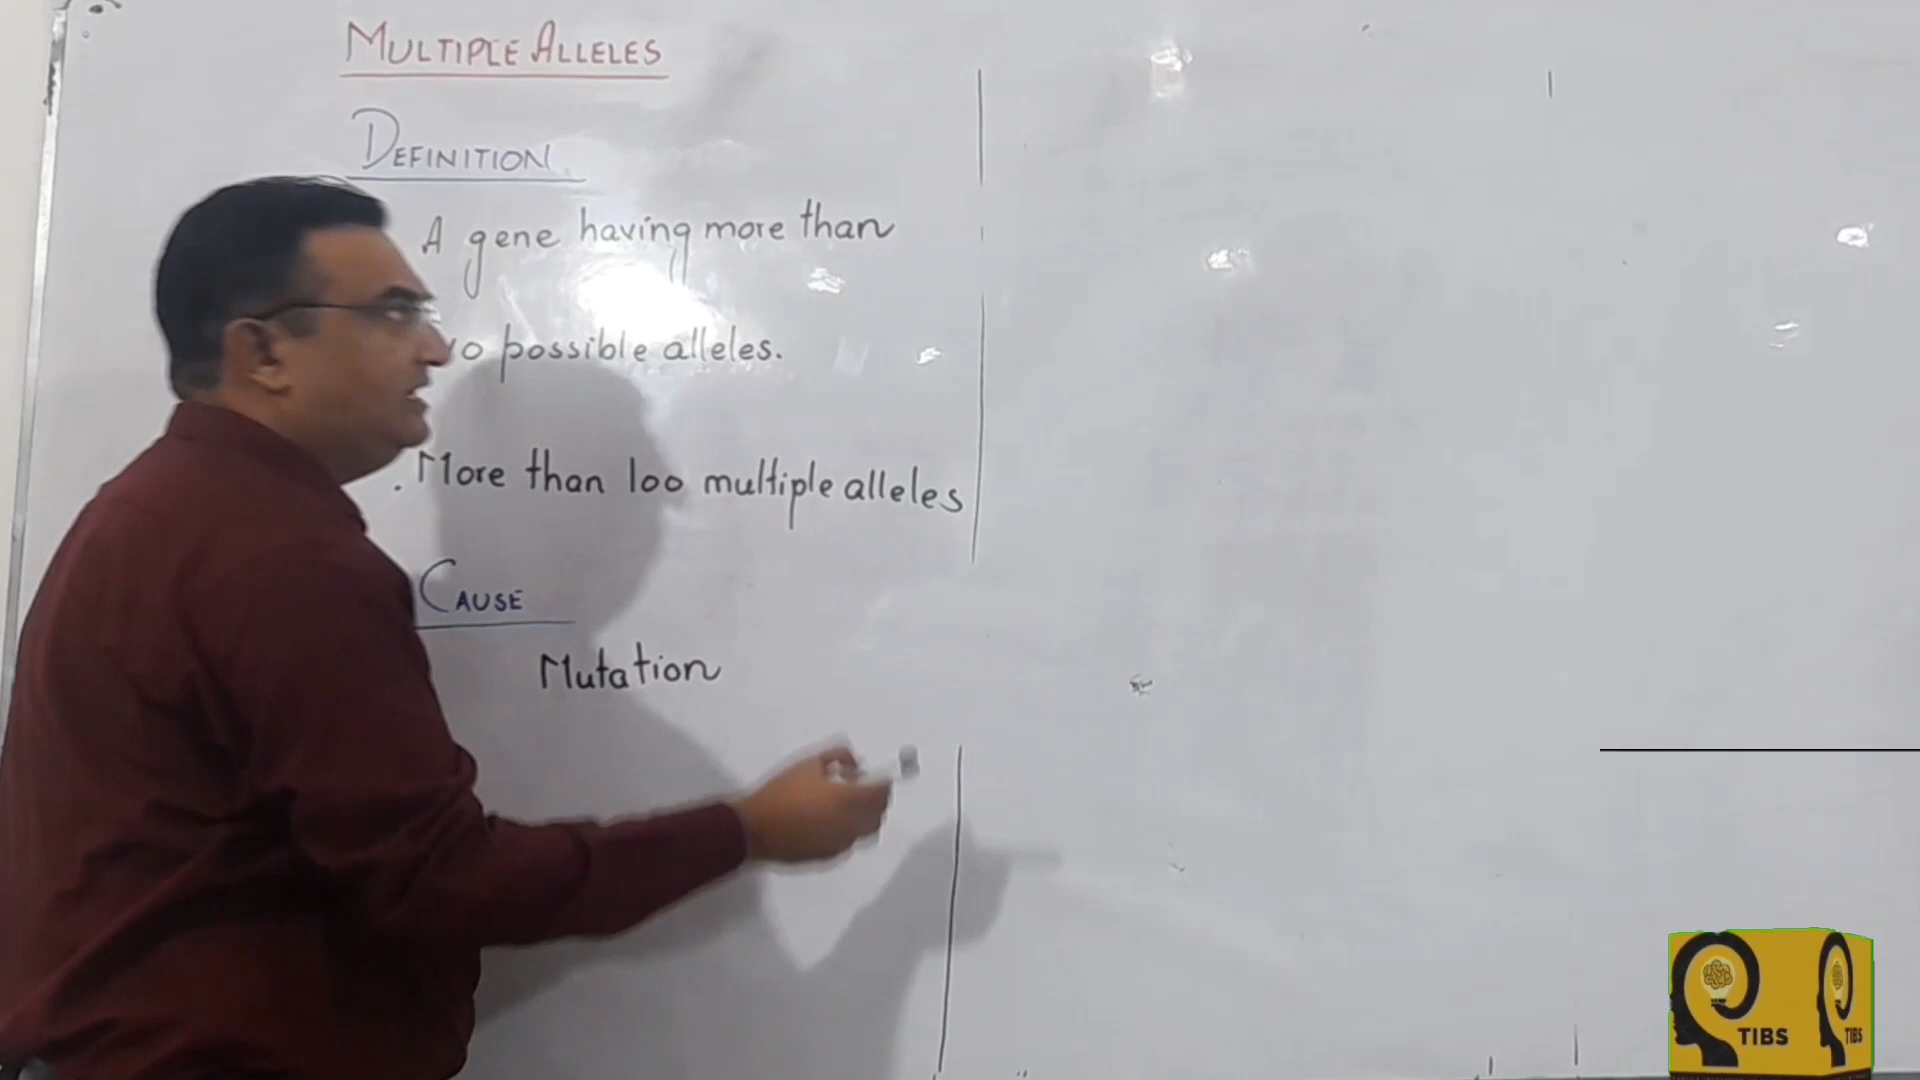 MULTIPLE ALLELES
DEFINITION
A gene having more than
possible alleles.
. More than 100 multiple alleles
CAUSE
Mutation
TIBS
TIBS